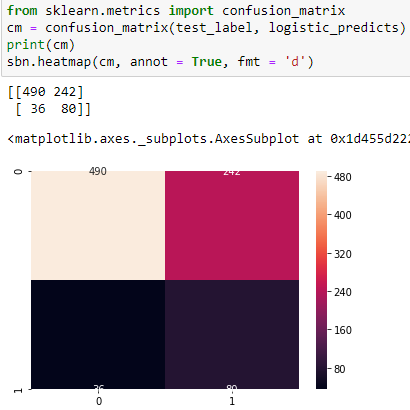 from sklearn.metrics import confusion_matrix
cm = confusion_matrix(test_label, logistic_predicts)
print(cm)
sbn.heatmap(cm, annot = True, fmt = 'd')
[[490 242]
 [ 36  80]]
<matplotlib.axes._subplots.AxesSubplot at 0x1d455d222
0
490
242
1
36
80
0
1
480
400
320
240
160
80